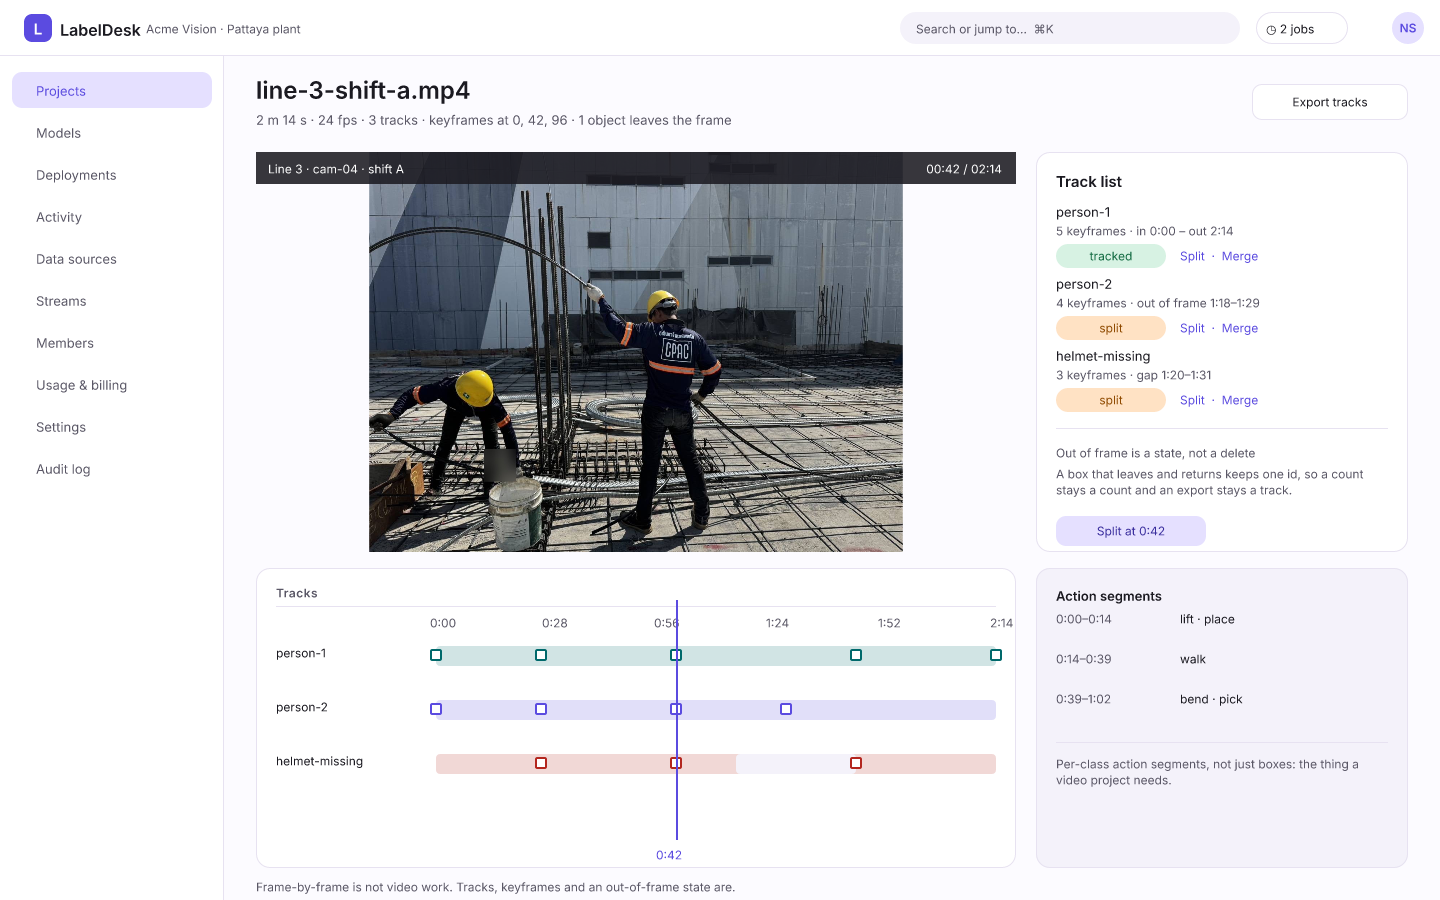 L LabelDesk Acme Vision · Pattaya plant
Search or jump to... ⌘K
◷ 2 jobs
NS
Projects
Models
Deployments
Activity
Data sources
Streams
Members
Usage & billing
Settings
Audit log
line-3-shift-a.mp4
2 m 14 s · 24 fps · 3 tracks · keyframes at 0, 42, 96 · 1 object leaves the frame
Export tracks
Line 3 · cam-04 · shift A
00:42 / 02:14
CPAC
Track list
person-1
5 keyframes · in 0:00 – out 2:14
tracked Split · Merge
person-2
4 keyframes · out of frame 1:18–1:29
split Split · Merge
helmet-missing
3 keyframes · gap 1:20–1:31
split Split · Merge
Out of frame is a state, not a delete
A box that leaves and returns keeps one id, so a count
stays a count and an export stays a track.
Split at 0:42
Tracks
0:00 0:28 0:56 1:24 1:52 2:14
person-1
person-2
helmet-missing
0:42
Action segments
0:00–0:14 lift · place
0:14–0:39 walk
0:39–1:02 bend · pick
Per-class action segments, not just boxes: the thing a
video project needs.
Frame-by-frame is not video work. Tracks, keyframes and an out-of-frame state are.